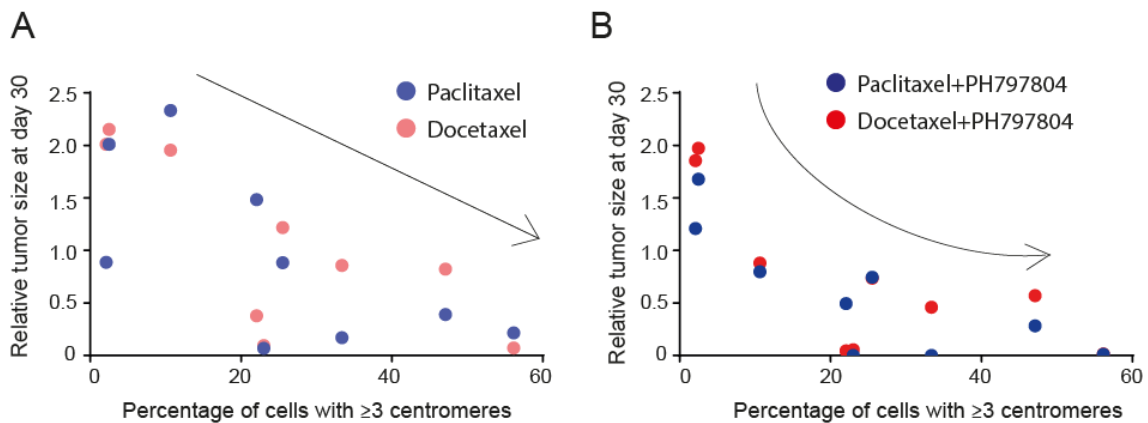 A
Relative tumor size at day 30
2.5
2.0
1.5
1.0
0.5
0
0 20 40 60
Percentage of cells with ≥3 centromeres
Paclitaxel
Docetaxel
B
Relative tumor size at day 30
2.5
2.0
1.5
1.0
0.5
0
0 20 40 60
Percentage of cells with ≥3 centromeres
Paclitaxel+PH797804
Docetaxel+PH797804